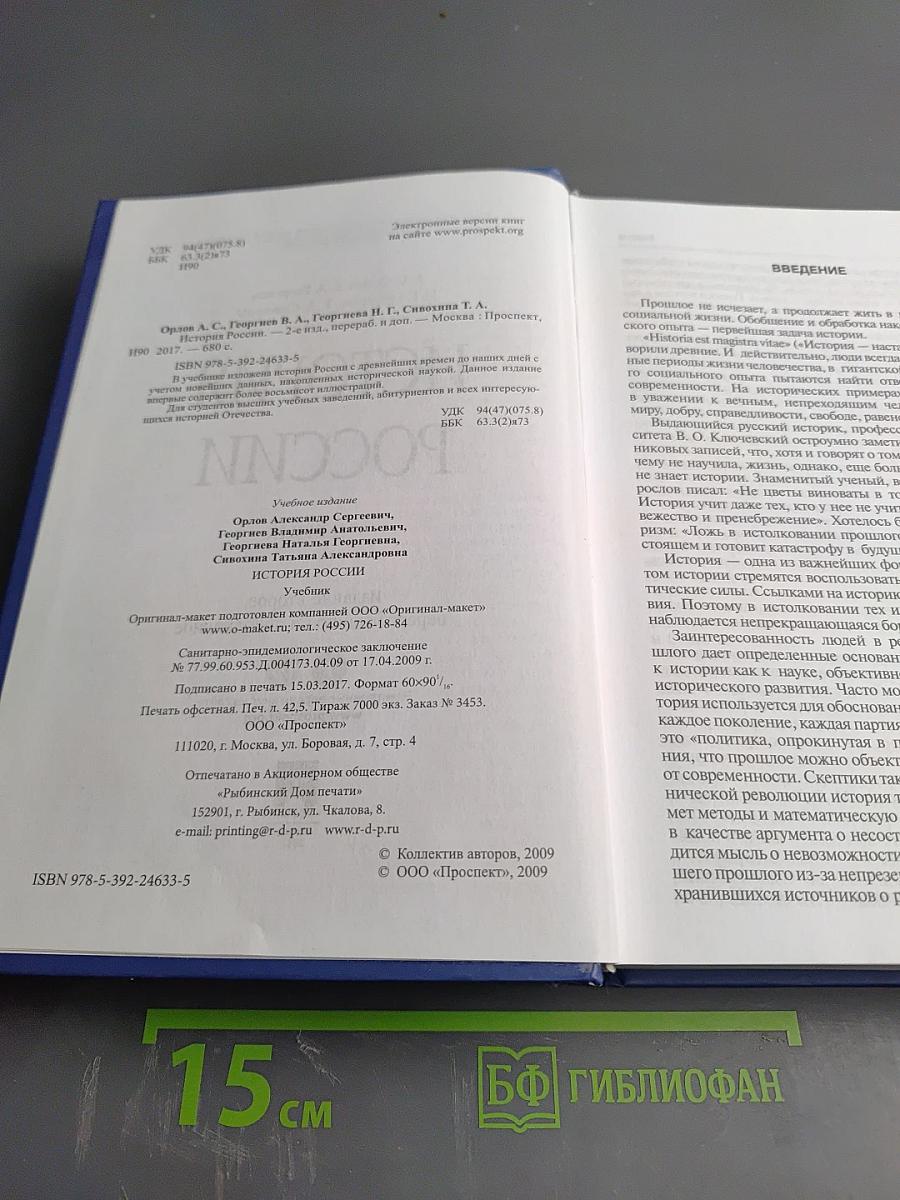 УДК 94(47)(075.8)
ББК 63.3(2)я73
Н90
Электронные версии книг
на сайте www.prospekt.org
Орлов А. С., Георгиев В. А., Георгиева Н. Г., Сивохина Т. А.
История России. — 2-е изд., перераб. и доп. — Москва : Проспект,
Н90 2017. — 680 с.
ISBN 978-5-392-24633-5
В учебнике изложена история России с древнейших времен до наших дней с
учетом новейших данных, накопленных исторической наукой. Данное издание
впервые содержит более восьмисот иллюстраций.
Для студентов высших учебных заведений, абитуриентов и всех интересую-
щихся историей Отечества.
УДК 94(47)(075.8)
ББК 63.3(2)я73
РОССИИ
Учебное издание
Орлов Александр Сергеевич,
Георгиев Владимир Анатольевич,
Георгиева Наталья Георгиевна,
Сивохина Татьяна Александровна
ИСТОРИЯ РОССИИ
Учебник
Оригинал-макет подготовлен компанией ООО «Оригинал-макет»
www.o-maket.ru; тел.: (495) 726-18-84
Санитарно-эпидемиологическое заключение
№ 77.99.60.953.Д.004173.04.09 от 17.04.2009 г.
Подписано в печать 15.03.2017. Формат 60×90 1/16.
Печать офсетная. Печ. л. 42,5. Тираж 7000 экз. Заказ № 3453.
ООО «Проспект»
111020, г. Москва, ул. Боровая, д. 7, стр. 4
Отпечатано в Акционерном обществе
«Рыбинский Дом печати»
152901, г. Рыбинск, ул. Чкалова, 8.
e-mail: printing@r-d-p.ru www.r-d-p.ru
© Коллектив авторов, 2009
© ООО «Проспект», 2009
ISBN 978-5-392-24633-5
ВВЕДЕНИЕ
Прошлое не исчезает, а продолжает жить в
социальной жизни. Обобщение и обработка нак
ского опыта — первейшая задача истории.
«Historia est magistra vitae» («История — наста
ворили древние. И действительно, люди всегда
ные периоды жизни человечества, в гигантско
го социального опыта пытаются найти отв
современности. На исторических пример
в уважении к вечным, непреходящим че
миру, добру, справедливости, свободе, равен
Выдающийся русский историк, професс
ситета В. О. Ключевский остроумно замети
никовых записей, что, хотя и говорят о том
чему не научила, жизнь, однако, еще боль
не знает истории. Знаменитый ученый, в
рослов писал: «Не цветы виноваты в то
История учит даже тех, кто у нее не учит
вежество и пренебрежение». Хотелось б
ризм: «Ложь в истолковании прошлог
стоящем и готовит катастрофу в будущ
История — одна из важнейших фо
том истории стремятся воспользовать
тические силы. Ссылками на историк
вия. Поэтому в истолковании тех и
наблюдается непрекращающаяся бо
Заинтересованность людей в ре
шлого дает определенные основан
к истории как к науке, объективн
исторического развития. Часто мо
тория используется для обоснован
каждое поколение, каждая партия
это «политика, опрокинутая в п
ния, что прошлое можно объект
от современности. Скептики так
нической революции история т
мет методы и математическую
в качестве аргумента о несост
дится мысль о невозможности
шего прошлого из-за непрезе
хранившихся источников о р
15 см
БФ ГИБЛИОФАН